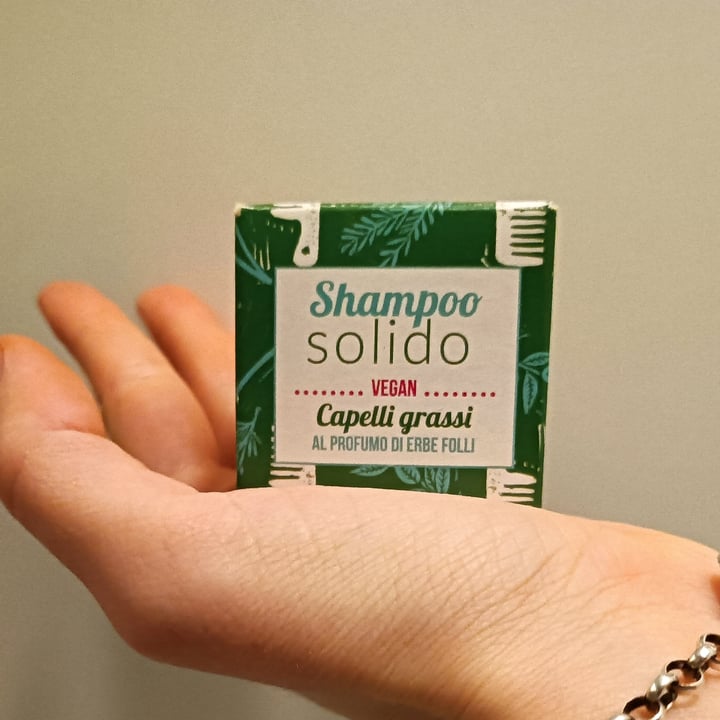 Shampoo
solido
VEGAN
Capelli grassi
AL PROFUMO DI ERBE FOLLI